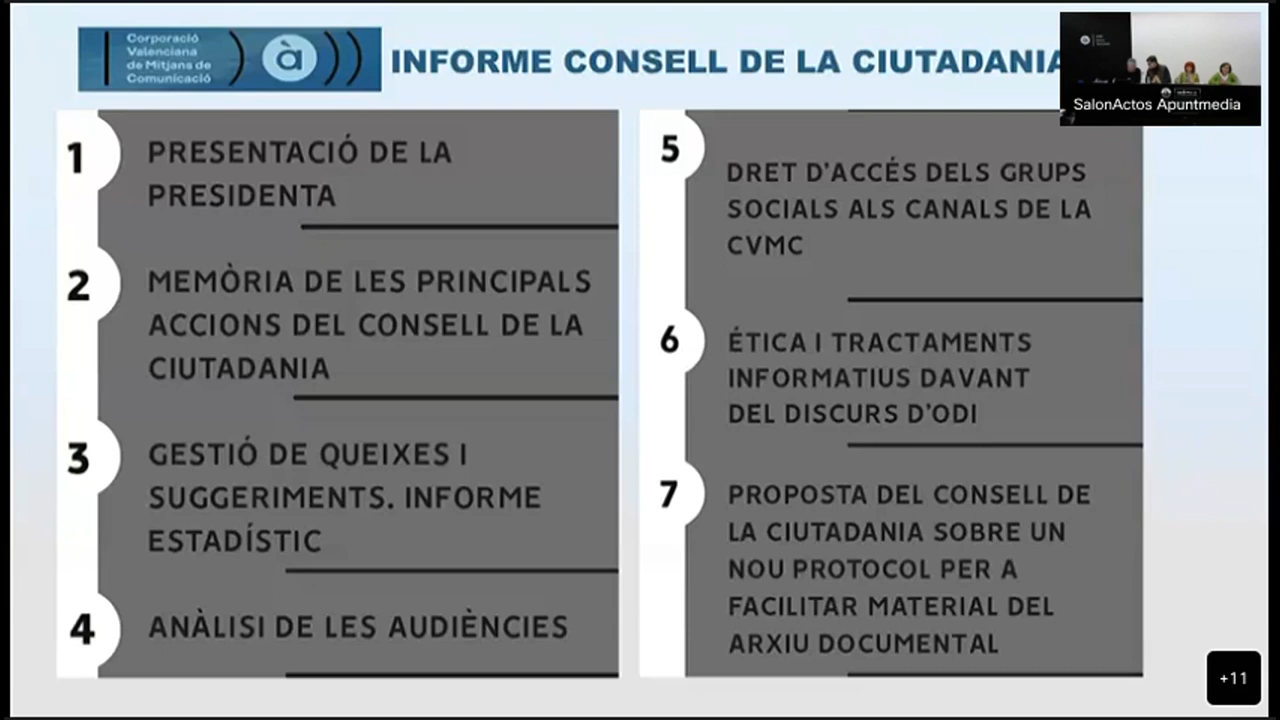 Corporació
Valenciana
de Mitjans de
Comunicació
à
INFORME CONSELL DE LA CIUTADANIA
SalonActos Apuntmedia
1
PRESENTACIÓ DE LA
PRESIDENTA
2
MEMÒRIA DE LES PRINCIPALS
ACCIONS DEL CONSELL DE LA
CIUTADANIA
3
GESTIÓ DE QUEIXES I
SUGGERIMENTS. INFORME
ESTADÍSTIC
4
ANÀLISI DE LES AUDIÈNCIES
5
DRET D'ACCÉS DELS GRUPS
SOCIALS ALS CANALS DE LA
CVMC
6
ÉTICA I TRACTAMENTS
INFORMATIUS DAVANT
DEL DISCURS D'ODI
7
PROPOSTA DEL CONSELL DE
LA CIUTADANIA SOBRE UN
NOU PROTOCOL PER A
FACILITAR MATERIAL DEL
ARXIU DOCUMENTAL
+11